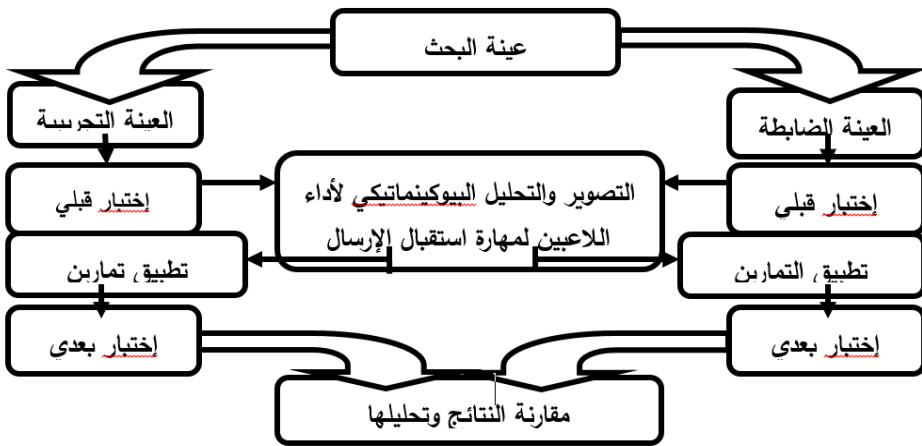 عينة البحث
العينة الضابطة
العينة التجريبية
إختبار قبلي
التصوير والتحليل البيوكينماتيكي لأداء
اللاعبين لمهارة استقبال الإرسال
إختبار قبلي
تطبيق التمارين
تطبيق تمارين
إختبار بعدي
إختبار بعدي
مقارنة النتائج وتحليلها